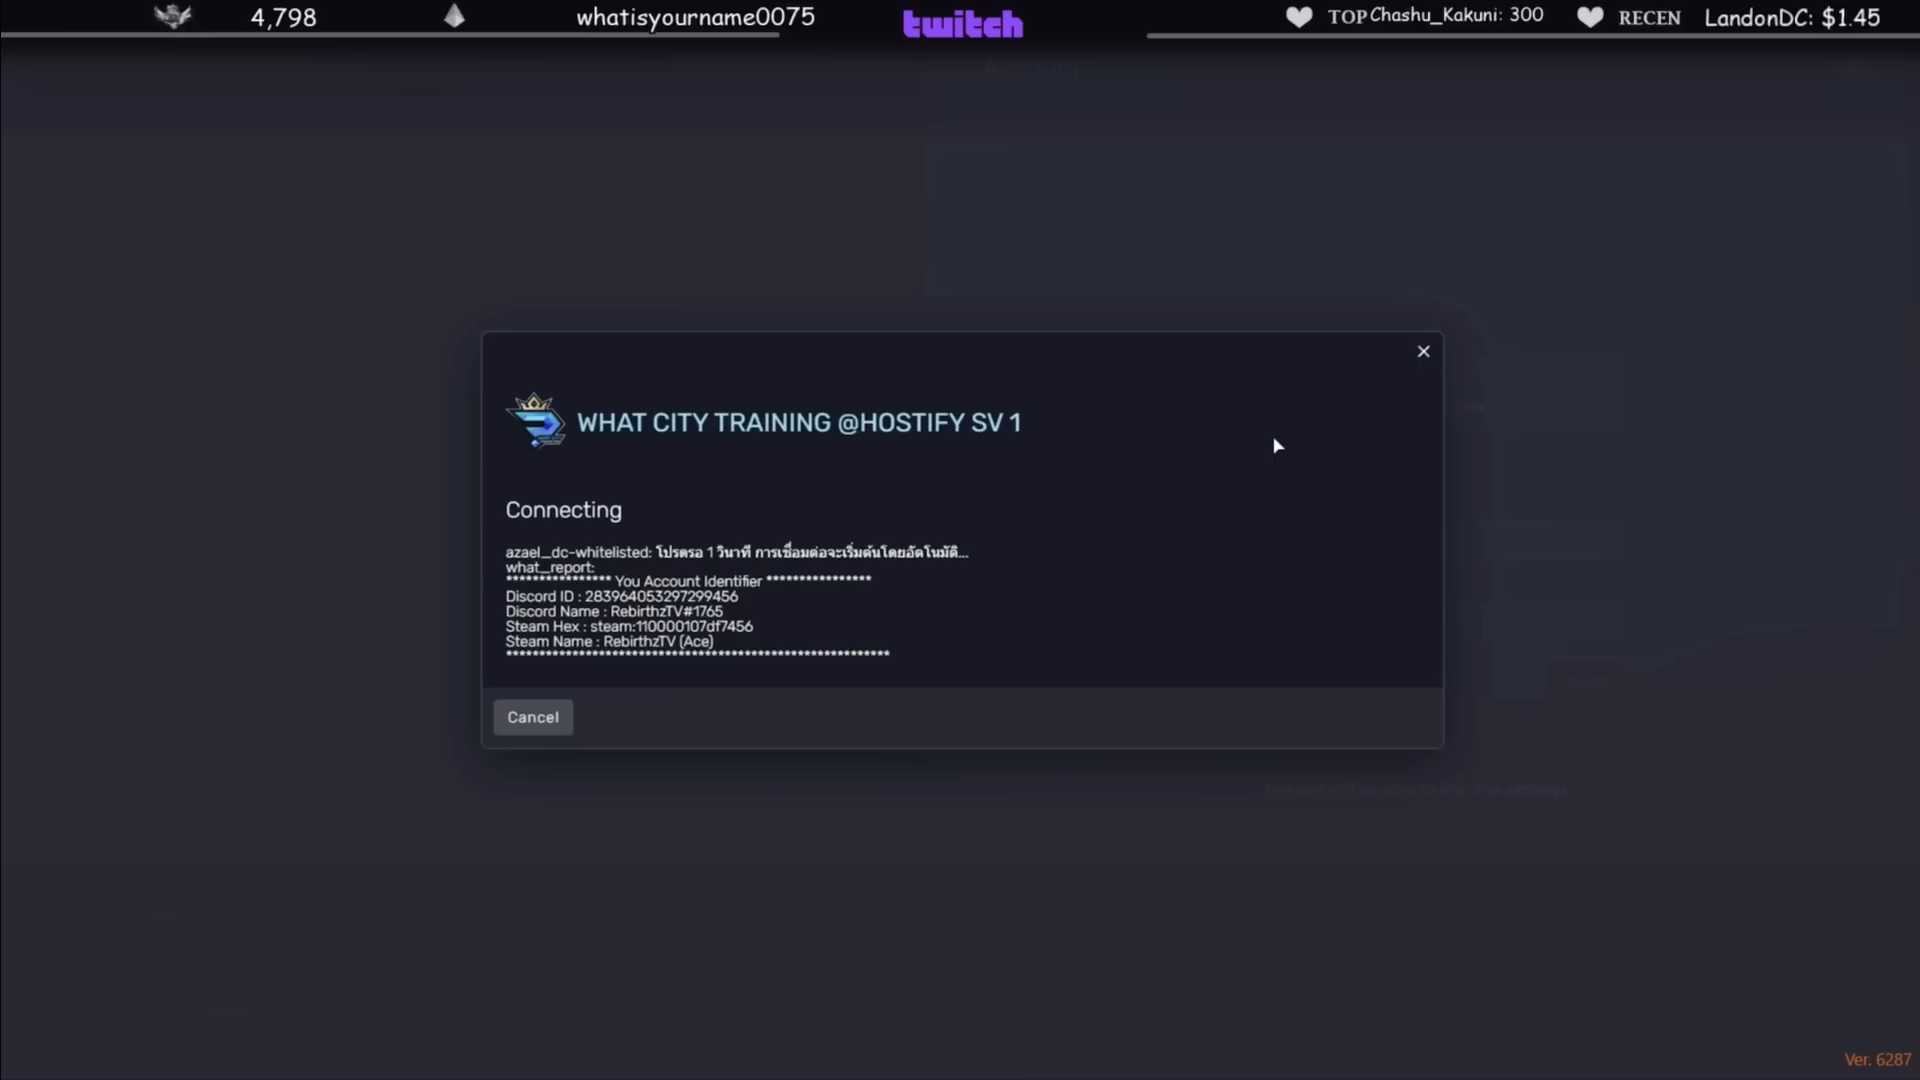 4,798
whatisyourname0075
twitch
TOP Chashu_Kakuni: 300
RECEN
LandonDC: $1.45
WHAT CITY TRAINING @HOSTIFY SV 1
Connecting
azael_dc-whitelisted: โปรดรอ 1 วินาที การเชื่อมต่อจะเริ่มต้นโดยอัตโนมัติ...
what_report:
**************** You Account Identifier ****************
Discord ID : 283964053297299456
Discord Name : RebirthzTV#1765
Steam Hex : steam:110000107df7456
Steam Name : RebirthzTV (Ace)
**********************************************************
Cancel
Ver. 6287